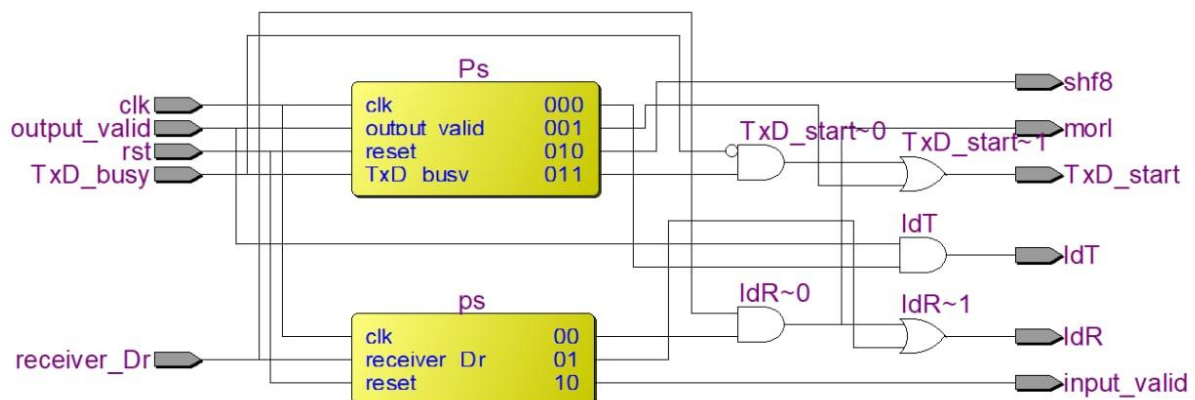 Ps
clk
output_valid
rst
TxD_busy
clk 000
output valid 001
reset 010
TxD busy 011
TxD_start~0
TxD_start~1
shf8
morl
TxD_start
ldT
ldT
ldR~0
ldR~1
ldR
ps
receiver_Dr
clk 00
receiver Dr 01
reset 10
input_valid